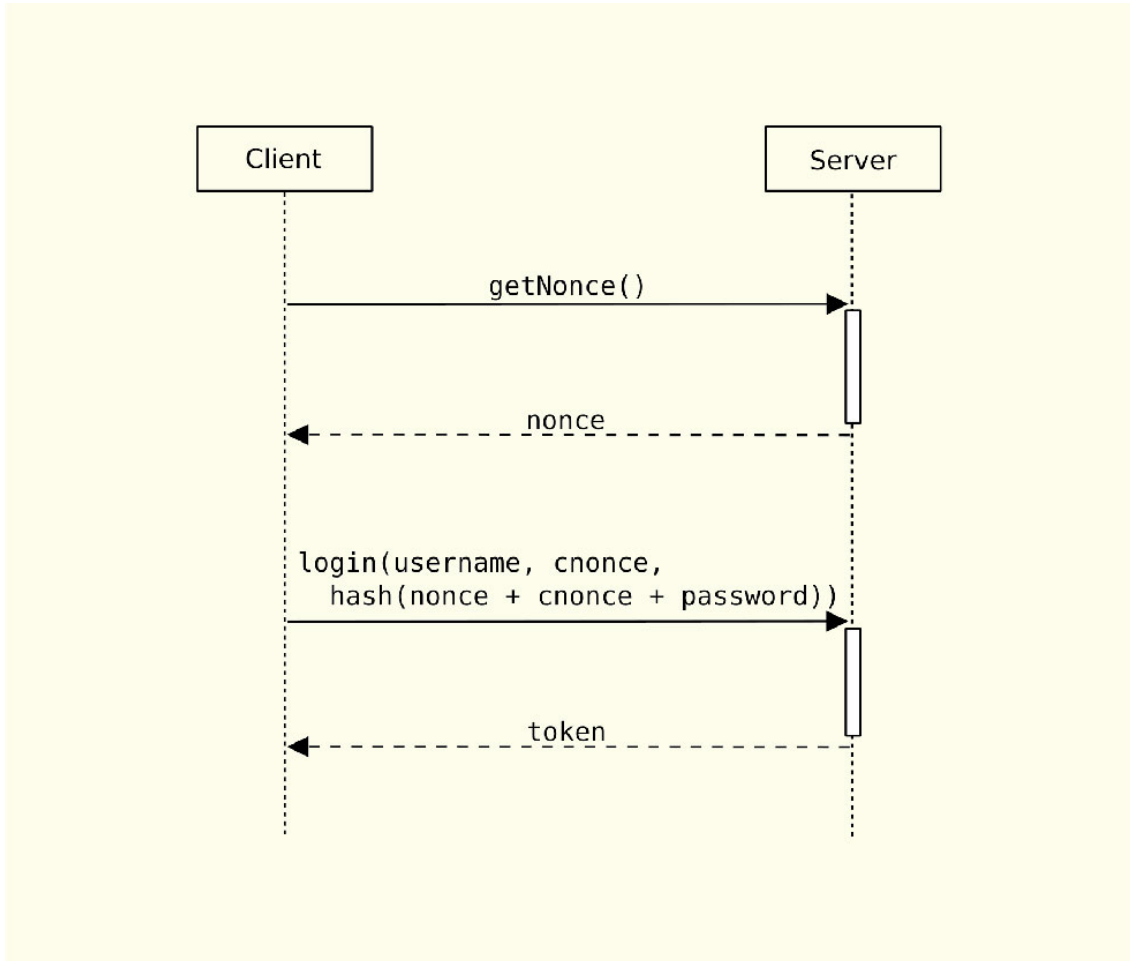 Client
Server
getNonce()
nonce
login(username, cnonce,
hash(nonce + cnonce + password))
token